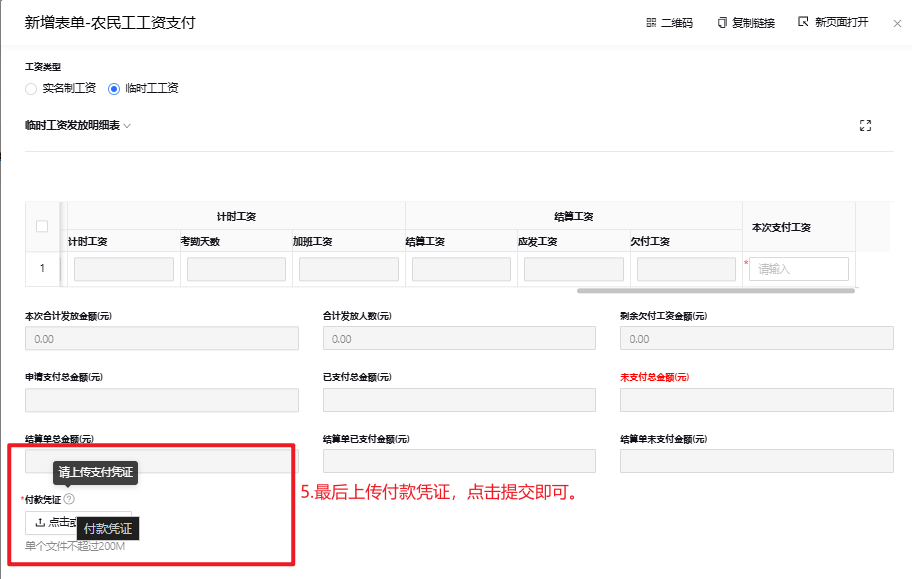 新增表单-农民工工资支付
二维码 复制链接 新页面打开
工资类型
实名制工资 临时工工资
临时工资发放明细表
计时工资 结算工资 本次支付工资
计时工资 考勤天数 加班工资 结算工资 应发工资 欠付工资
1 * 请输入
本次合计发放金额(元) 合计发放人数(元) 剩余欠付工资金额(元)
0.00 0.00 0.00
申请支付总金额(元) 已支付总金额(元) 未支付总金额(元)
结算单总金额(元) 结算单已支付金额(元) 结算单未支付金额(元)
请上传支付凭证
*付款凭证
5.最后上传付款凭证，点击提交即可。
点击或
付款凭证
单个文件不超过200M